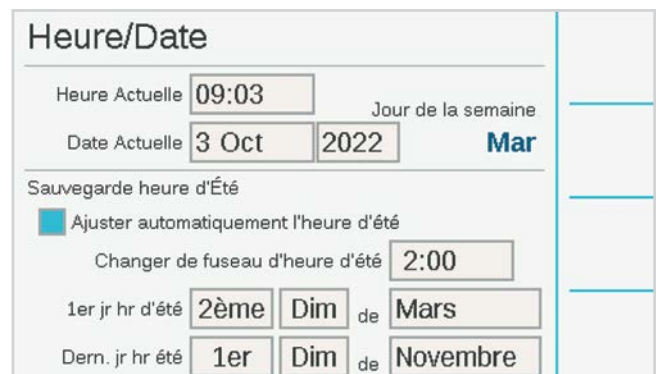 Heure/Date
Heure Actuelle 09:03
Jour de la semaine
Date Actuelle 3 Oct 2022 Mar
Sauvegarde heure d'Été
Ajuster automatiquement l'heure d'été
Changer de fuseau d'heure d'été 2:00
1er jr hr d'été 2ème Dim de Mars
Dern. jr hr été 1er Dim de Novembre